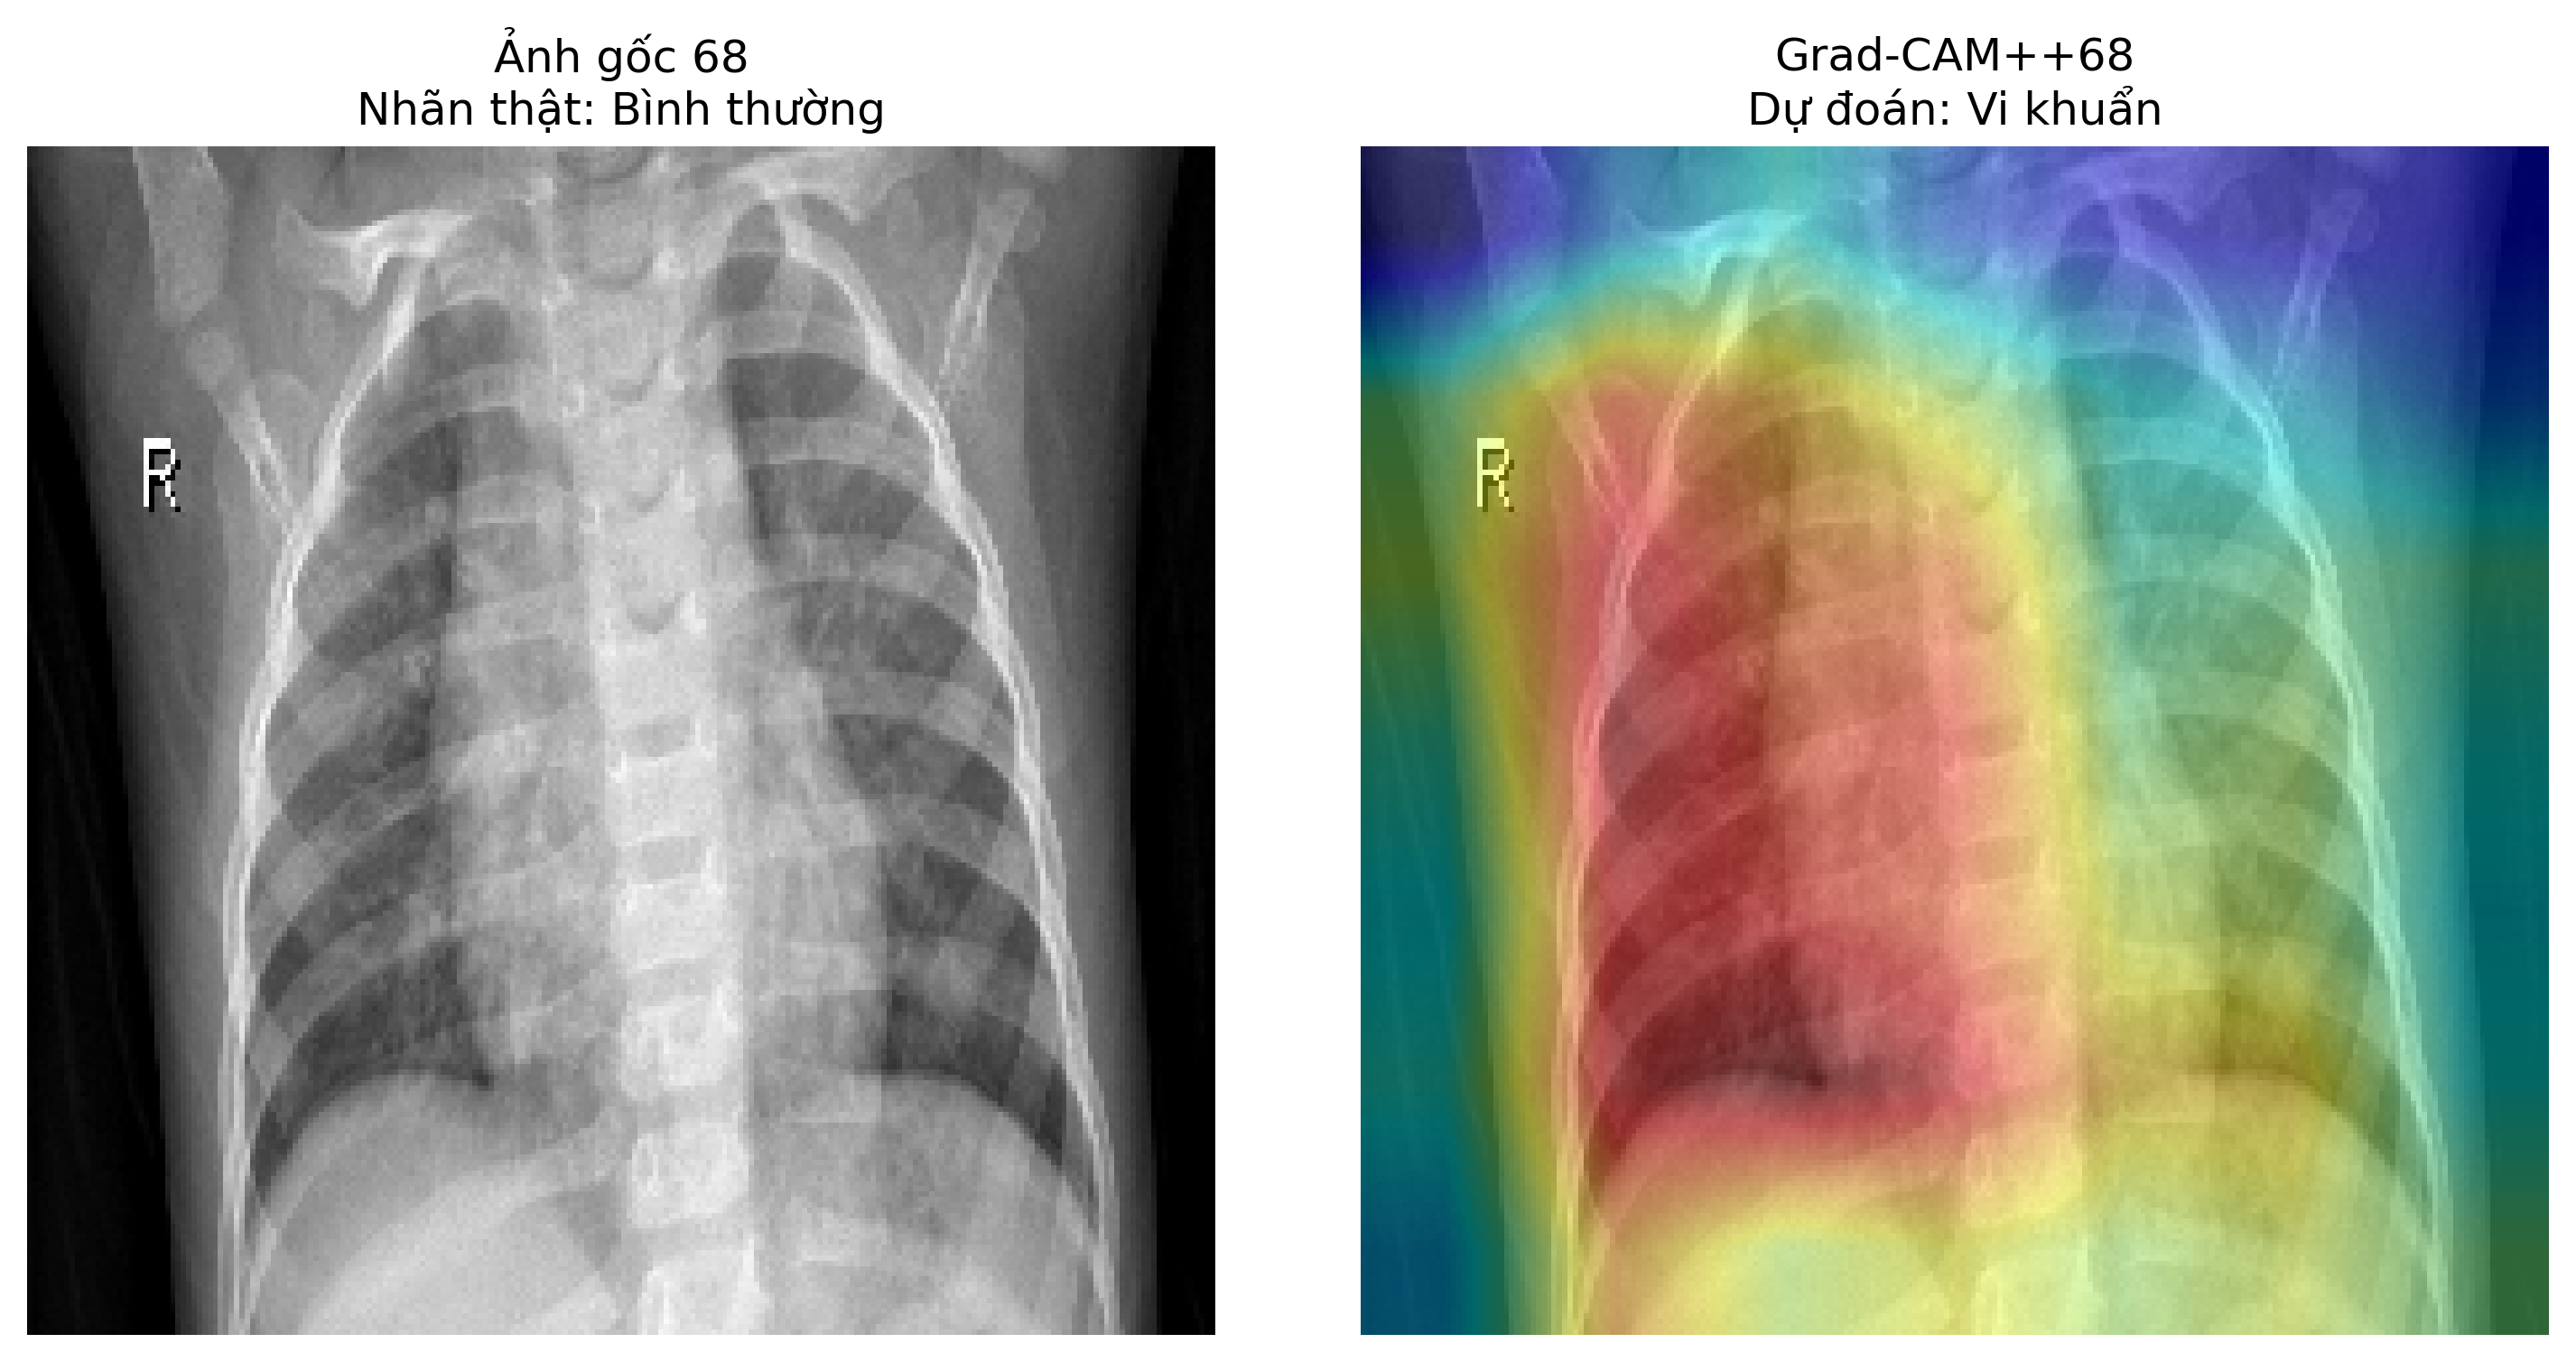 Ảnh gốc 68
Nhãn thật: Bình thường
R
Grad-CAM++68
Dự đoán: Vi khuẩn
R